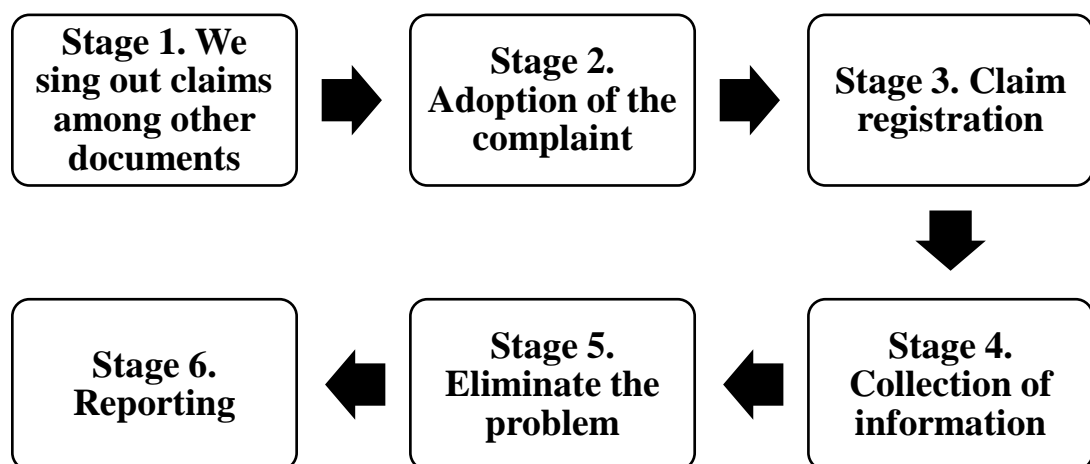 Stage 1. We
sing out claims
among other
documents
Stage 2.
Adoption of the
complaint
Stage 3. Claim
registration
Stage 4.
Collection of
information
Stage 5.
Eliminate the
problem
Stage 6.
Reporting